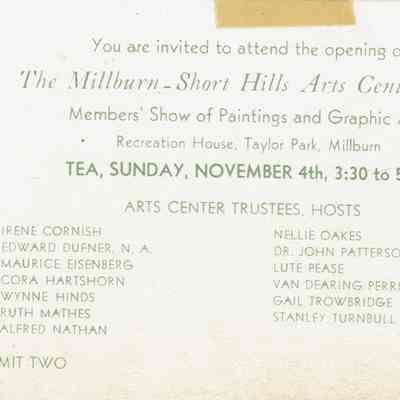 You are invited to attend the opening o
The Millburn-Short Hills Arts Cent
Members' Show of Paintings and Graphic A
Recreation House, Taylor Park, Millburn
TEA, SUNDAY, NOVEMBER 4th, 3:30 to 5
ARTS CENTER TRUSTEES, HOSTS
IRENE CORNISH
EDWARD DUFNER, N. A.
MAURICE EISENBERG
CORA HARTSHORN
WYNNE HINDS
RUTH MATHES
ALFRED NATHAN
NELLIE OAKES
DR. JOHN PATTERSO
LUTE PEASE
VAN DEARING PERRI
GAIL TROWBRIDGE
STANLEY TURNBULL
MIT TWO